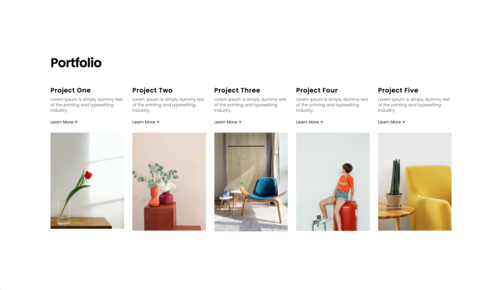 Portfolio
Project One
Lorem Ipsum is simply dummy text
of the printing and typesetting
industry.
Learn More →
Project Two
Lorem Ipsum is simply dummy text
of the printing and typesetting
industry.
Learn More →
Project Three
Lorem Ipsum is simply dummy text
of the printing and typesetting
industry.
Learn More →
Project Four
Lorem Ipsum is simply dummy text
of the printing and typesetting
industry.
Learn More →
Project Five
Lorem Ipsum is simply dummy text
of the printing and typesetting
industry.
Learn More →